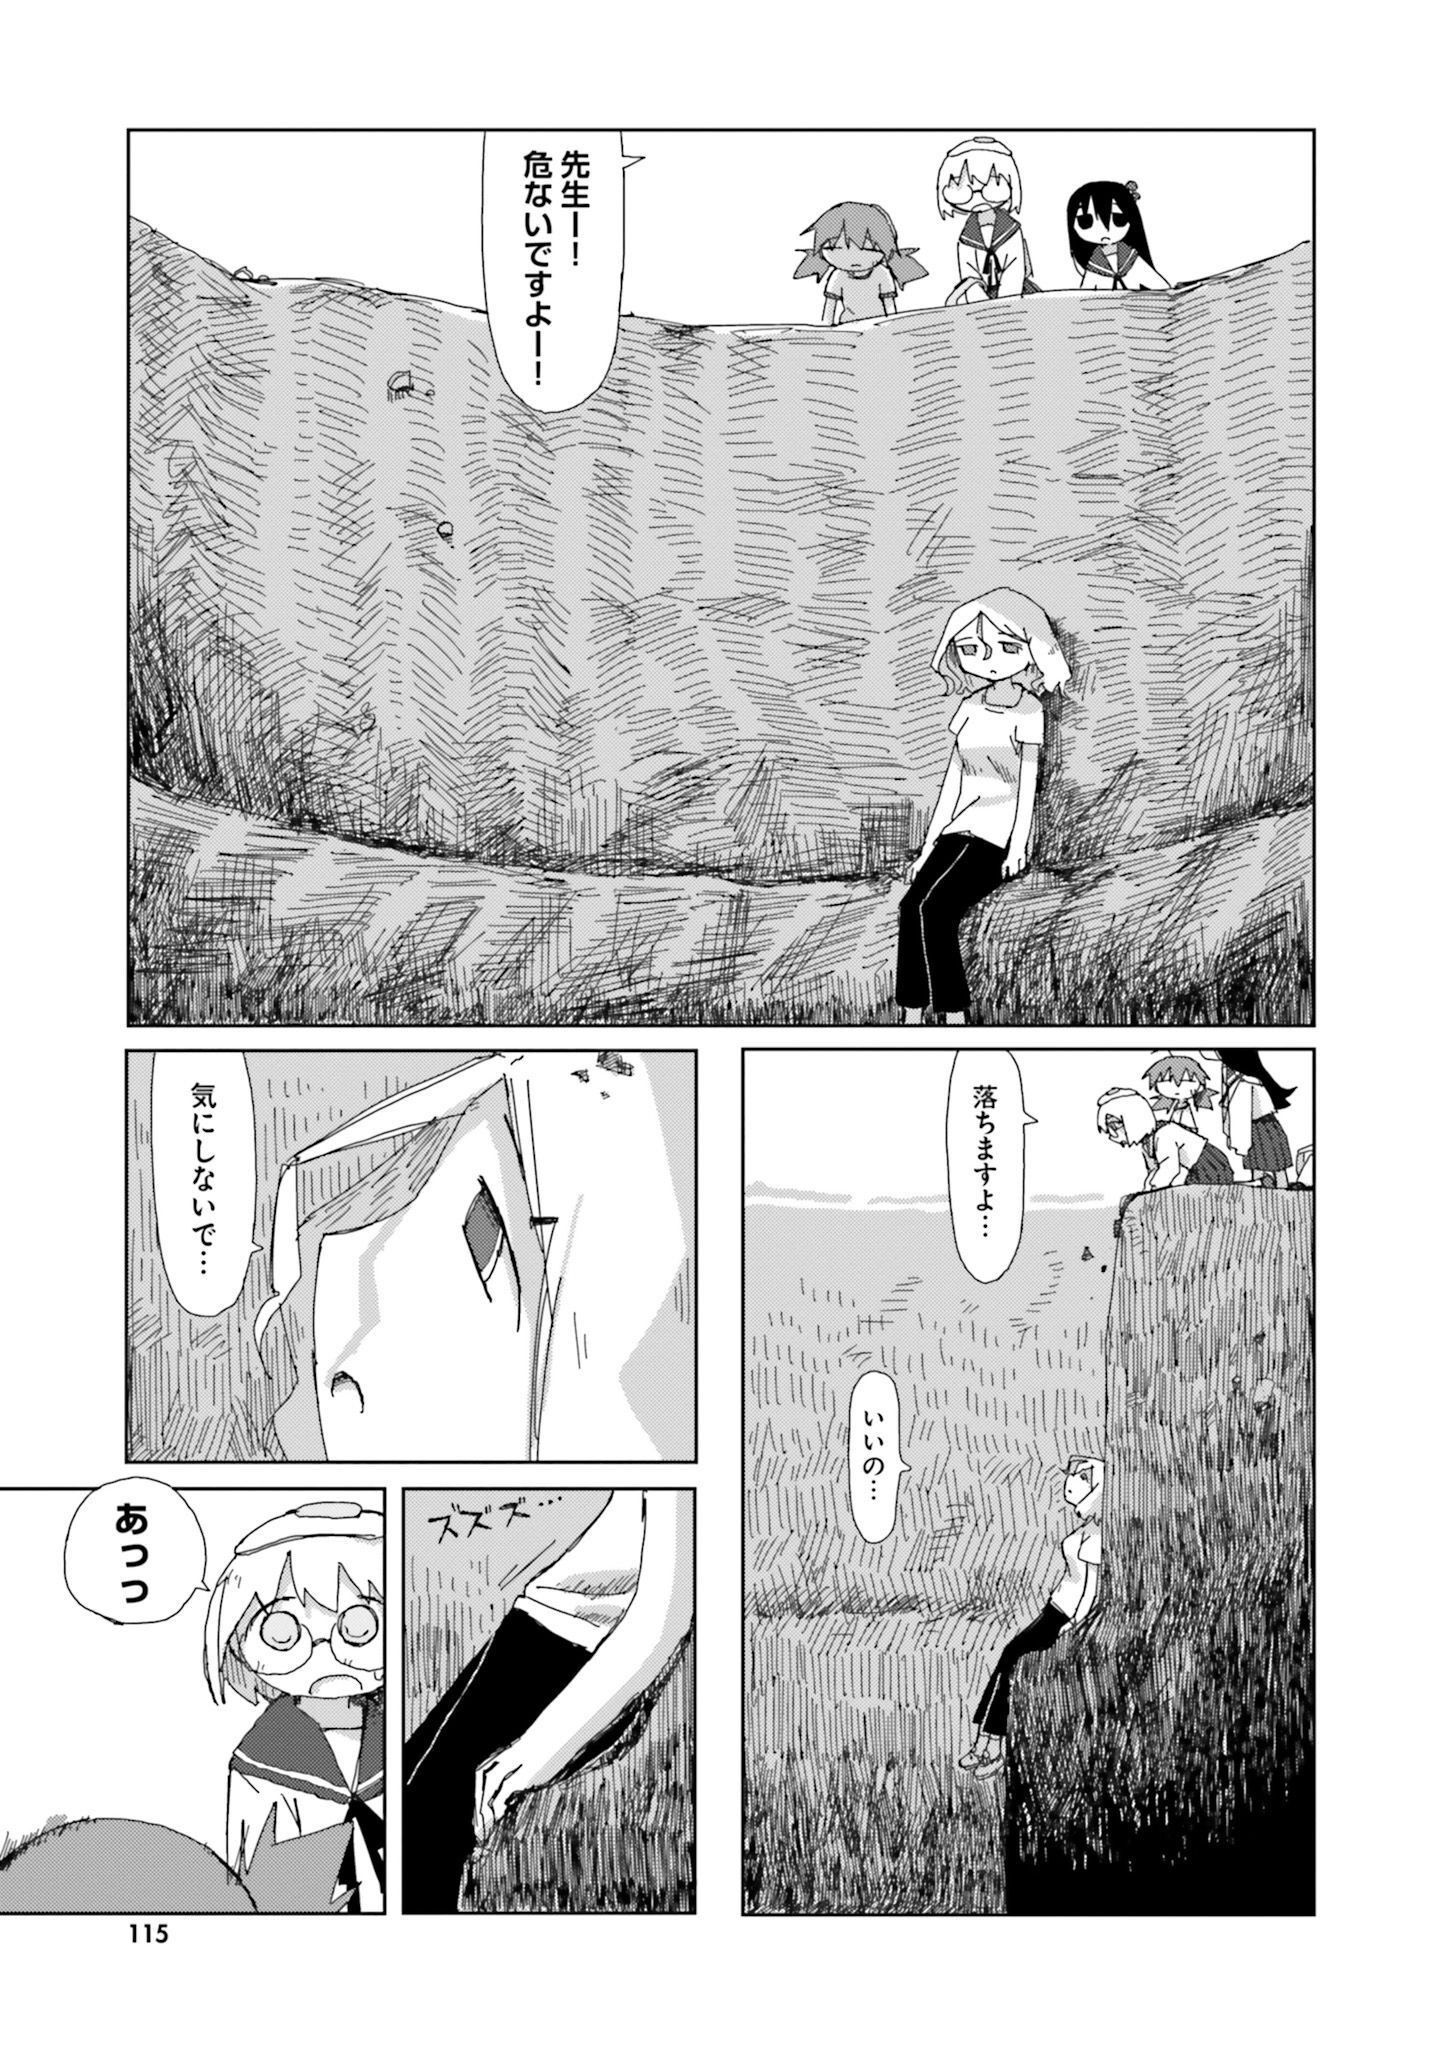 先生ー！
危ないですよー！
落ちますよ…
いいの…
気にしないで…
ズズズ…
あっっ
115